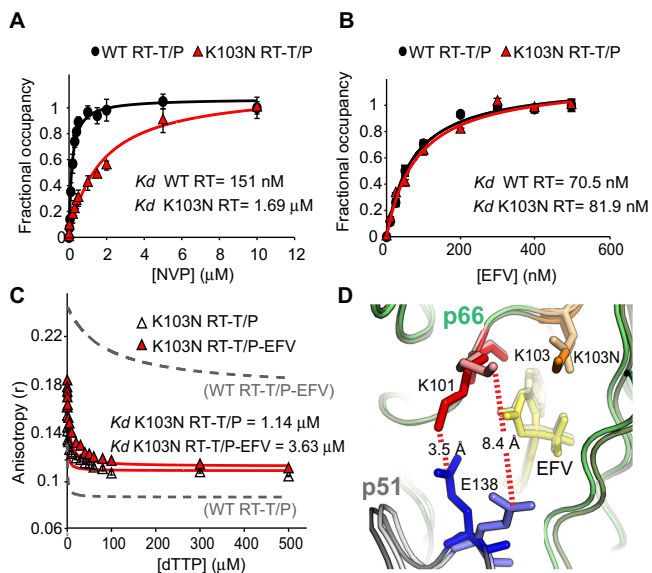 A
WT RT-T/P K103N RT-T/P
Fractional occupancy
1.2
1
0.8
0.6
0.4
0.2
0
Kd WT RT= 151 nM
Kd K103N RT= 1.69 μM
0 2 4 6 8 10 12
[NVP] (μM)
B
WT RT-T/P K103N RT-T/P
Fractional occupancy
1.2
1
0.8
0.6
0.4
0.2
0
Kd WT RT= 70.5 nM
Kd K103N RT= 81.9 nM
0 200 400 600
[EFV] (nM)
C
K103N RT-T/P
K103N RT-T/P-EFV
Anisotropy (r)
0.22
0.18
0.14
0.1
0.06
(WT RT-T/P-EFV)
Kd K103N RT-T/P = 1.14 μM
Kd K103N RT-T/P-EFV = 3.63 μM
(WT RT-T/P)
0 100 200 300 400 500
[dTTP] (μM)
D
p66
K101
K103
K103N
3.5 Å
8.4 Å
EFV
E138
p51